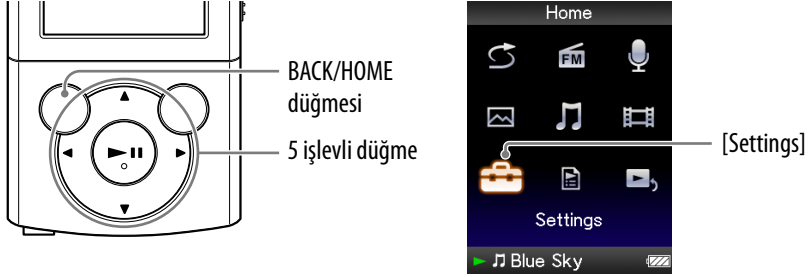 BACK/HOME
düğmesi
5 işlevli düğme
Home
FM
[Settings]
Settings
Blue Sky